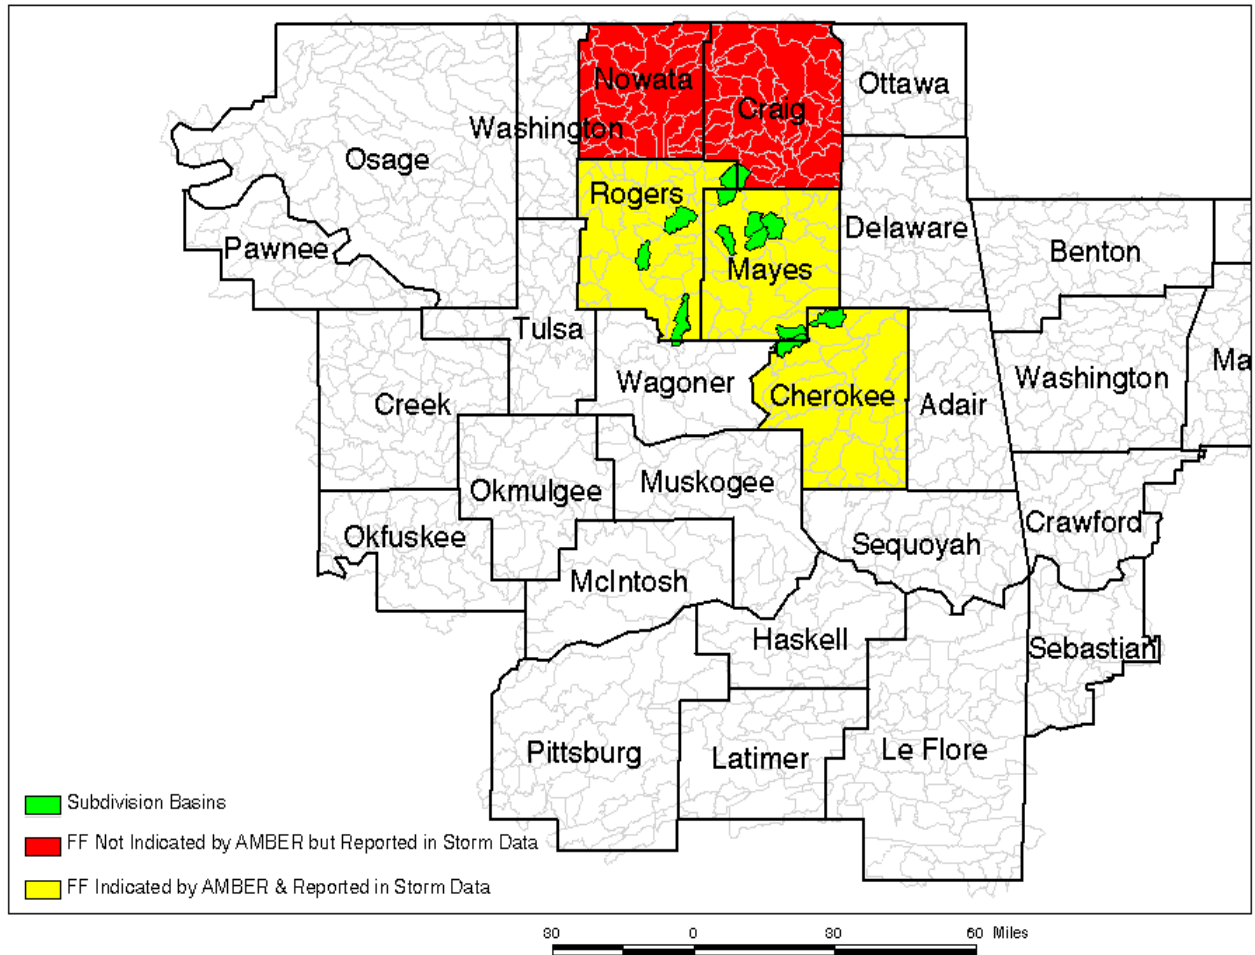 Nowata
Craig
Ottawa
Washington
Osage
Rogers
Delaware
Pawnee
Mayes
Benton
Tulsa
Wagoner
Ma
Washington
Creek
Cherokee
Adair
Okmulgee
Muskogee
Crawford
Okfuskee
Sequoyah
McIntosh
Haskell
Sebastian
Pittsburg
Latimer
Le Flore
Subdivision Basins
FF Not Indicated by AMBER but Reported in Storm Data
FF Indicated by AMBER & Reported in Storm Data
30 0 30 60 Miles